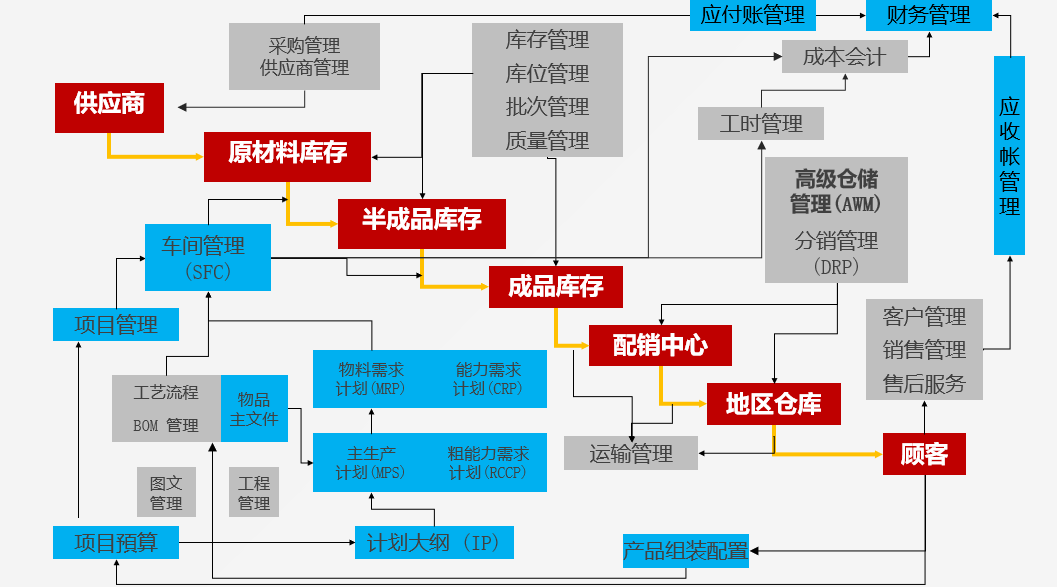 应付账管理
财务管理
采购管理
供应商管理
库存管理
库位管理
批次管理
质量管理
成本会计
供应商
工时管理
应收帐管理
原材料库存
高级仓储
管理(AWM)
分销管理
(DRP)
半成品库存
车间管理
(SFC)
成品库存
项目管理
配销中心
客户管理
销售管理
售后服务
物料需求
计划(MRP)
能力需求
计划(CRP)
工艺流程
BOM 管理
物品
主文件
地区仓库
主生产
计划(MPS)
粗能力需求
计划(RCCP)
运输管理
顾客
图文
管理
工程
管理
项目预算
计划大纲 (IP)
产品组装配置